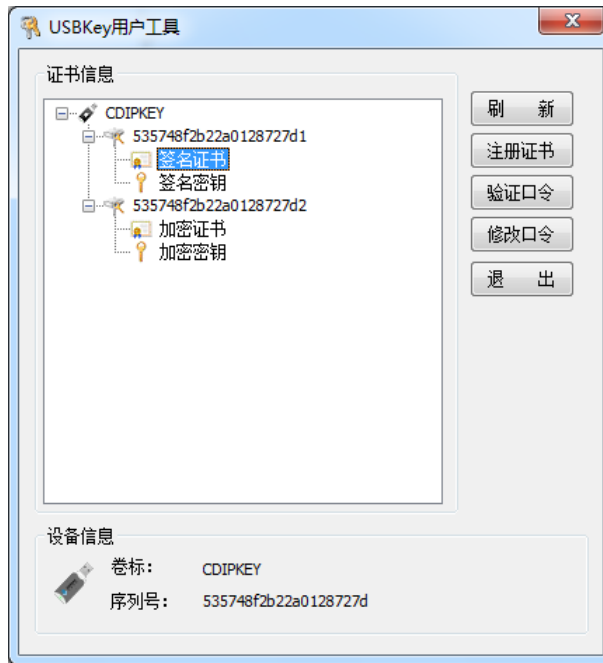 USBKey用户工具
证书信息
CDIPKEY
535748f2b22a0128727d1
签名证书
签名密钥
535748f2b22a0128727d2
加密证书
加密密钥
刷 新
注册证书
验证口令
修改口令
退 出
设备信息
卷标： CDIPKEY
序列号： 535748f2b22a0128727d